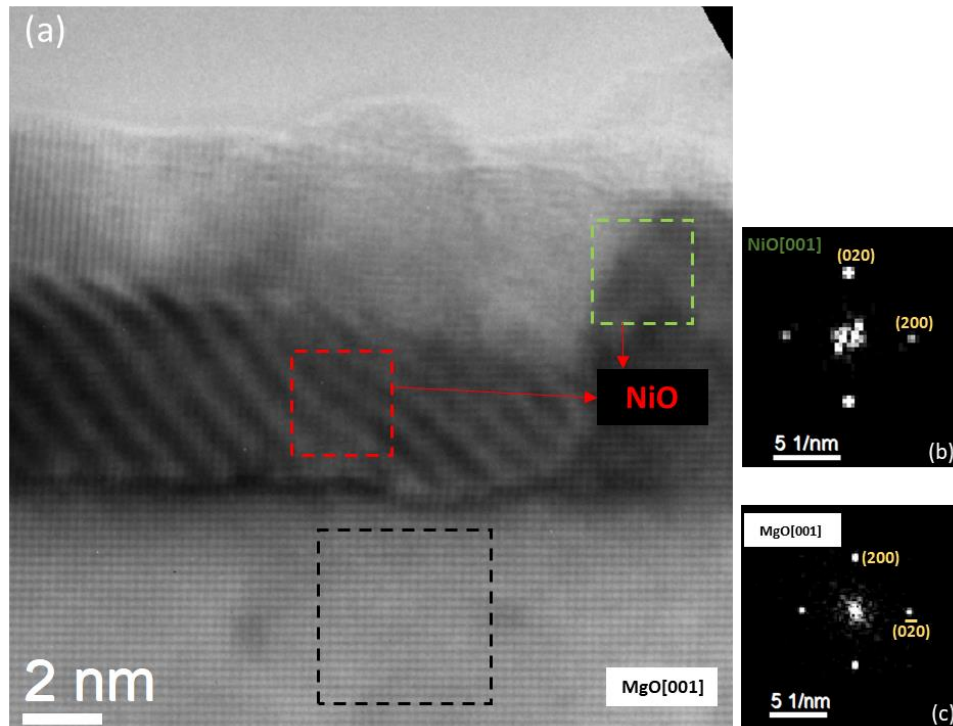 (a)
NiO
2 nm
MgO[001]
NiO[001]
(020)
(200)
5 1/nm
(b)
MgO[001]
(200)
(0̅20)
5 1/nm
(c)